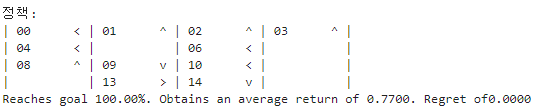 정책:
| 00 < | 01 ^ | 02 ^ | 03 ^ |
| 04 < | | 06 < | |
| 08 ^ | 09 v | 10 < | |
| | 13 > | 14 v | |
Reaches goal 100.00%. Obtains an average return of 0.7700. Regret of0.0000